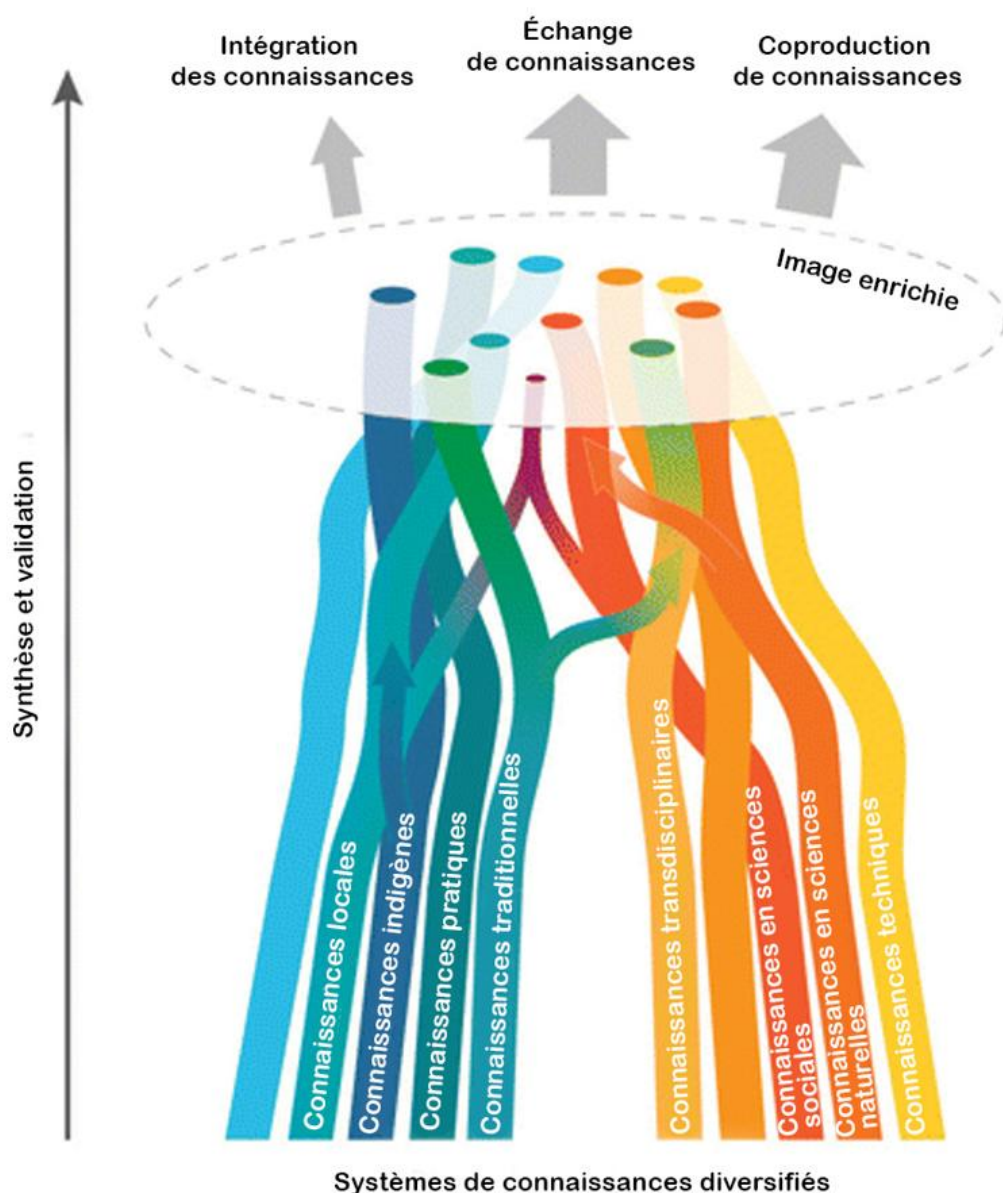 Intégration
des connaissances
Échange
de connaissances
Coproduction
de connaissances
Image enrichie
Synthèse et validation
Connaissances locales
Connaissances indigènes
Connaissances pratiques
Connaissances traditionnelles
Connaissances transdisciplinaires
Connaissances en sciences
sociales
Connaissances en sciences
naturelles
Connaissances techniques
Systèmes de connaissances diversifiés